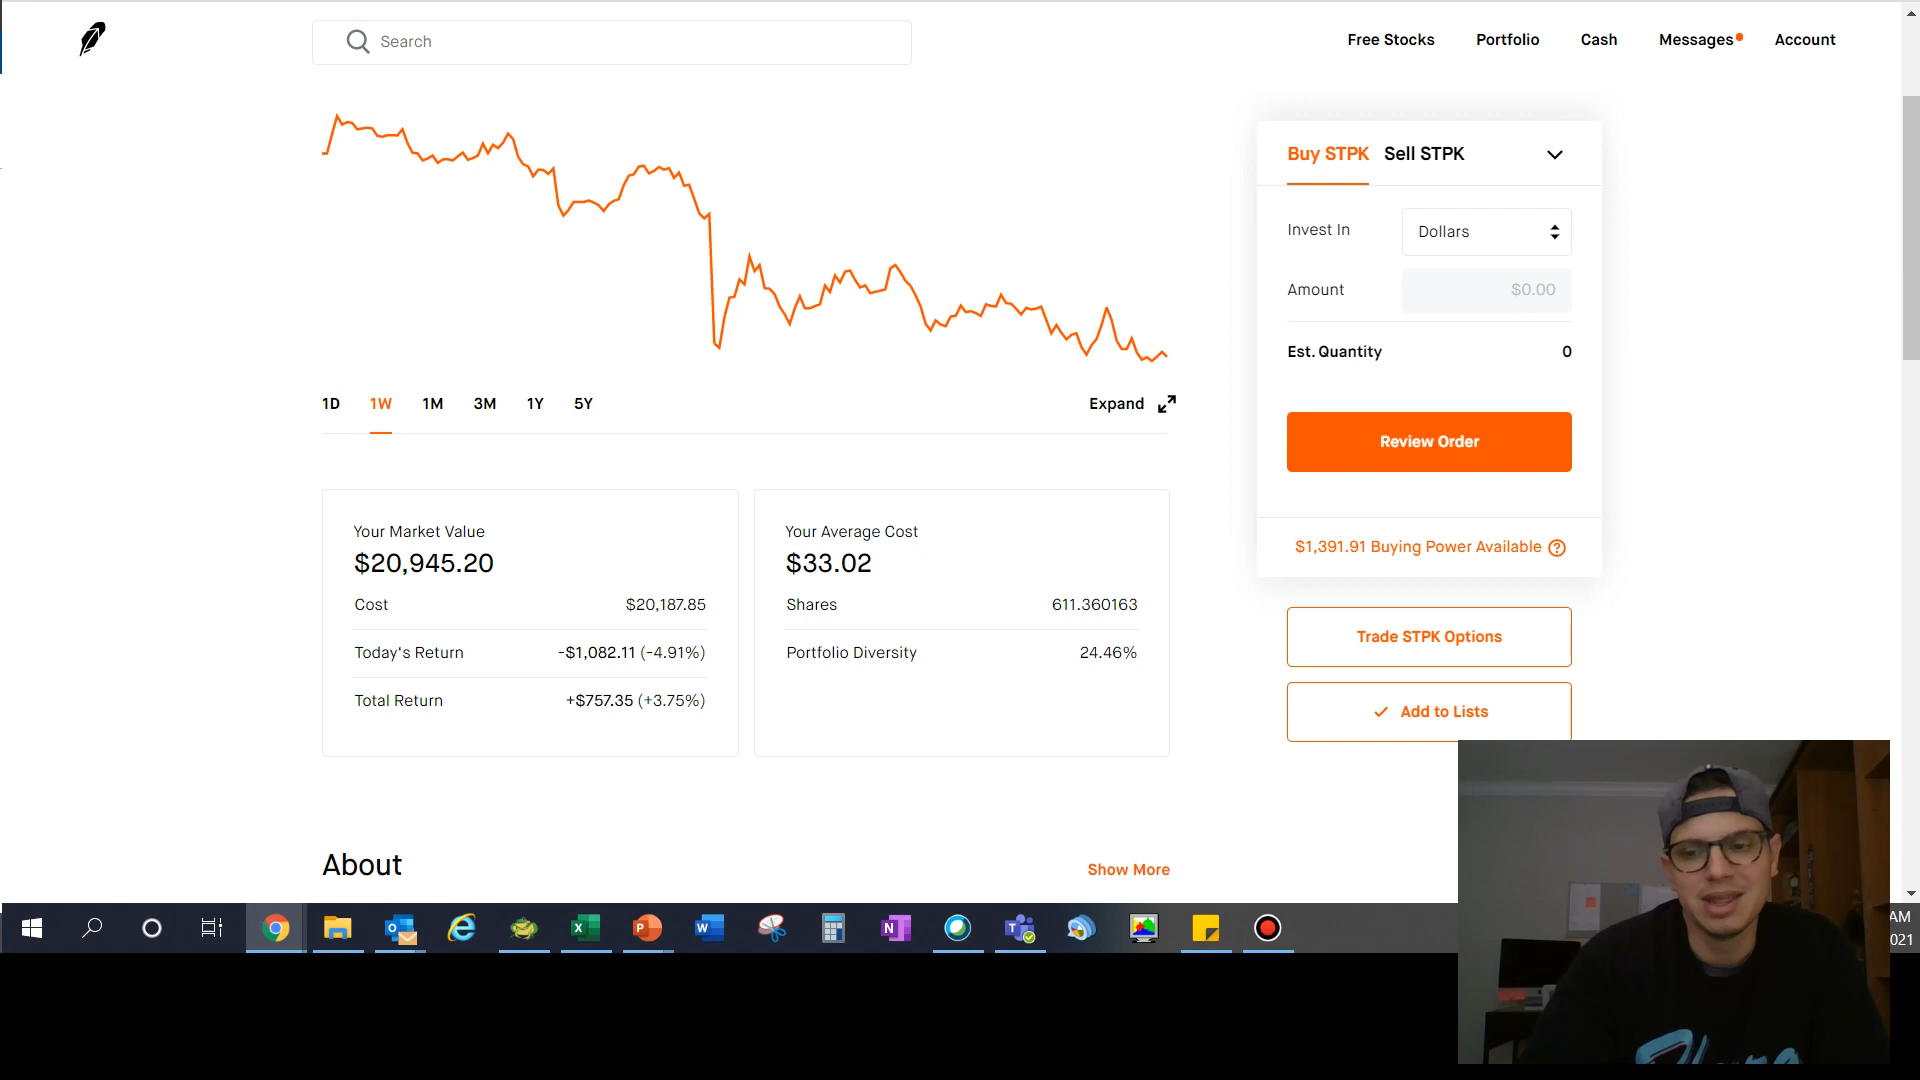 Search
Free Stocks Portfolio Cash Messages Account
Buy STPK Sell STPK
Invest In Dollars
Amount $0.00
Est. Quantity 0
Review Order
$1,391.91 Buying Power Available ?
Trade STPK Options
Add to Lists
1D 1W 1M 3M 1Y 5Y Expand
Your Market Value
$20,945.20
Cost $20,187.85
Today's Return -$1,082.11 (-4.91%)
Total Return +$757.35 (+3.75%)
Your Average Cost
$33.02
Shares 611.360163
Portfolio Diversity 24.46%
About Show More
AM
021